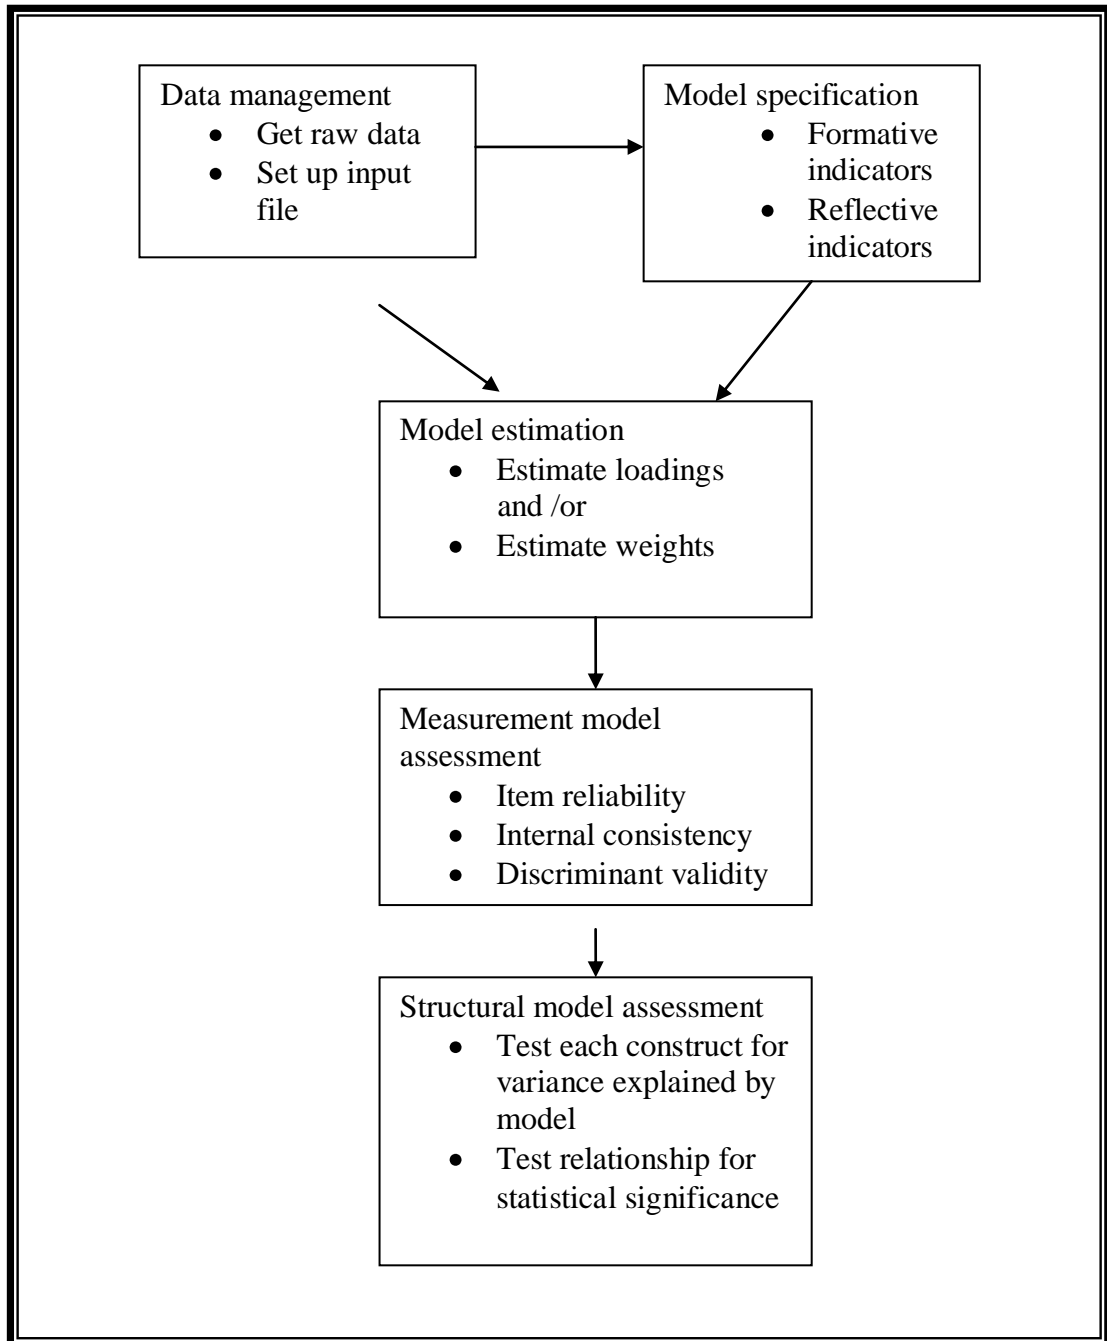 Data management
• Get raw data
• Set up input
file
Model specification
• Formative
indicators
• Reflective
indicators
Model estimation
• Estimate loadings
and /or
• Estimate weights
Measurement model
assessment
• Item reliability
• Internal consistency
• Discriminant validity
Structural model assessment
• Test each construct for
variance explained by
model
• Test relationship for
statistical significance